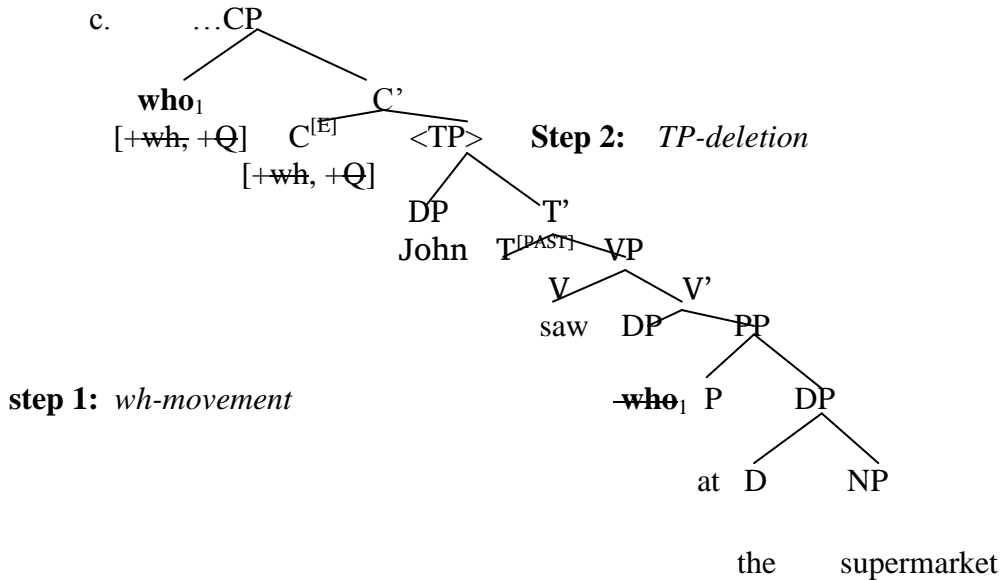 c. …CP
who1 C’
[+wh, +Q] C[E] <TP> Step 2: TP-deletion
[+wh, +Q]
DP T’
John T[PAST] VP
V V’
saw DP PP
step 1: wh-movement who1 P DP
at D NP
the supermarket